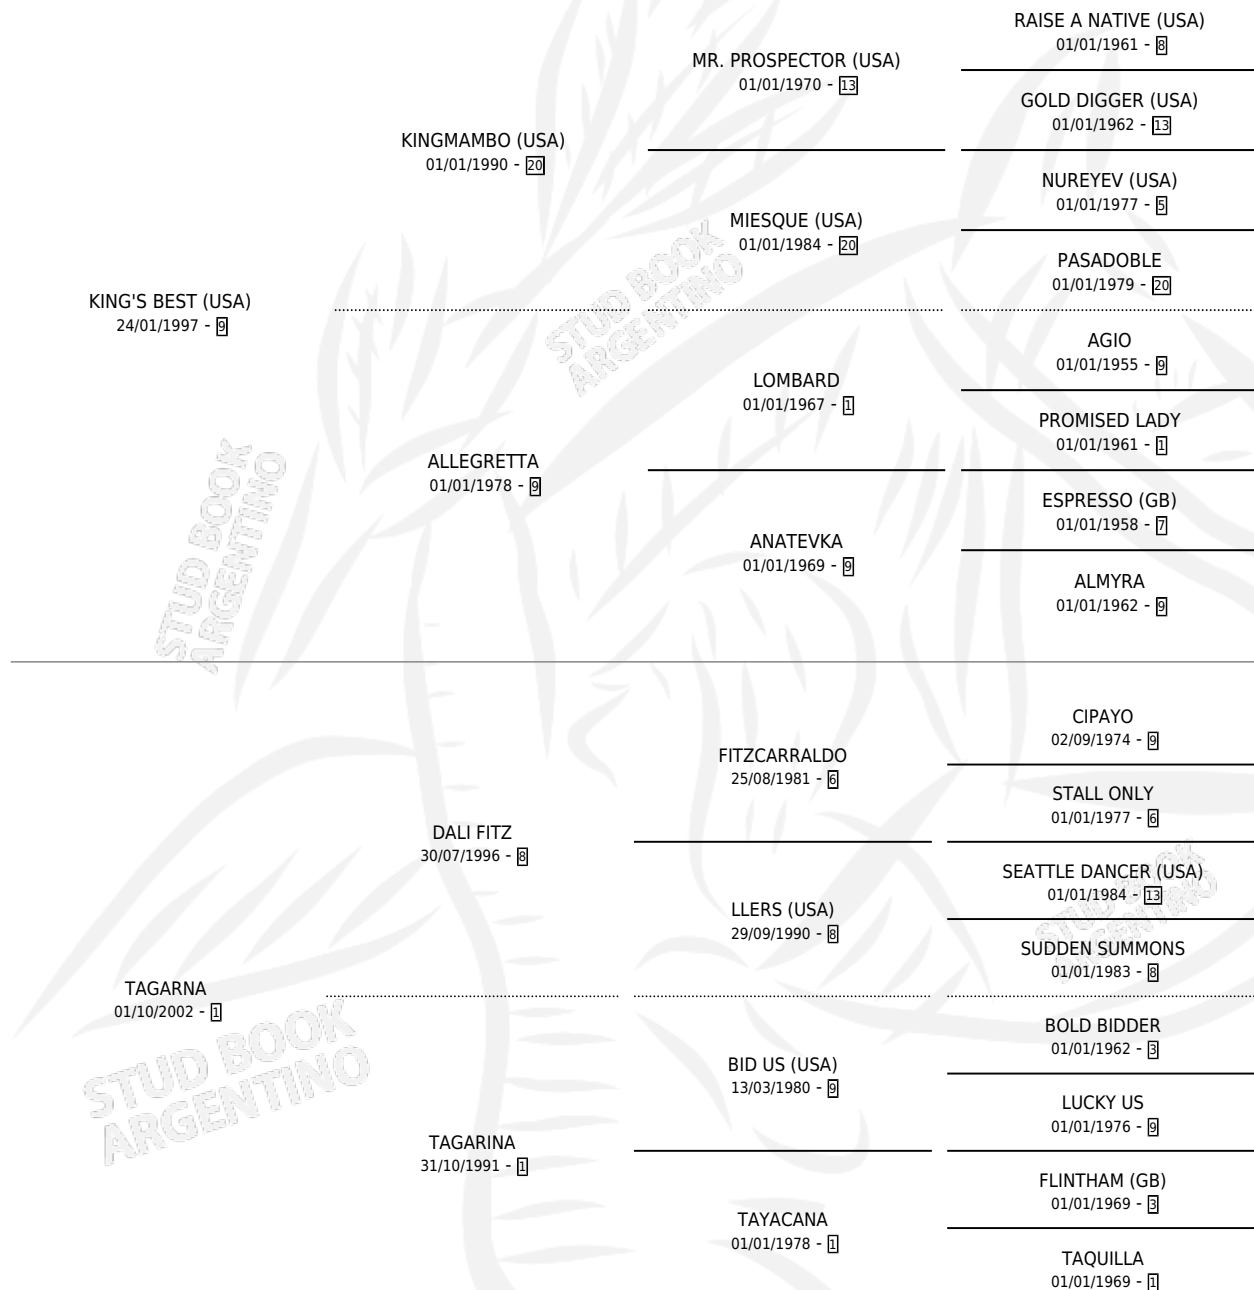 RAISE A NATIVE (USA)
01/01/1961 - 8
MR. PROSPECTOR (USA)
01/01/1970 - 13
GOLD DIGGER (USA)
01/01/1962 - 13
KINGMAMBO (USA)
01/01/1990 - 20
NUREYEV (USA)
01/01/1977 - 5
MIESQUE (USA)
01/01/1984 - 20
PASADOBLE
01/01/1979 - 20
KING'S BEST (USA)
24/01/1997 - 9
AGIO
01/01/1955 - 9
LOMBARD
01/01/1967 - 1
PROMISED LADY
01/01/1961 - 1
ALLEGRETTA
01/01/1978 - 9
ESPRESSO (GB)
01/01/1958 - 7
ANATEVKA
01/01/1969 - 9
ALMYRA
01/01/1962 - 9
CIPAYO
02/09/1974 - 9
FITZCARRALDO
25/08/1981 - 6
STALL ONLY
01/01/1977 - 6
DALI FITZ
30/07/1996 - 8
SEATTLE DANCER (USA)
01/01/1984 - 13
LLERS (USA)
29/09/1990 - 8
SUDDEN SUMMONS
01/01/1983 - 8
TAGARNA
01/10/2002 - 1
BOLD BIDDER
01/01/1962 - 3
BID US (USA)
13/03/1980 - 9
LUCKY US
01/01/1976 - 9
TAGARINA
31/10/1991 - 1
FLINTHAM (GB)
01/01/1969 - 3
TAYACANA
01/01/1978 - 1
TAQUILLA
01/01/1969 - 1
STUD BOOK
ARGENTINO
STUD BOOK
ARGENTINO
STUD BOOK
ARGENTINO
STUD BOOK
ARGENTINO